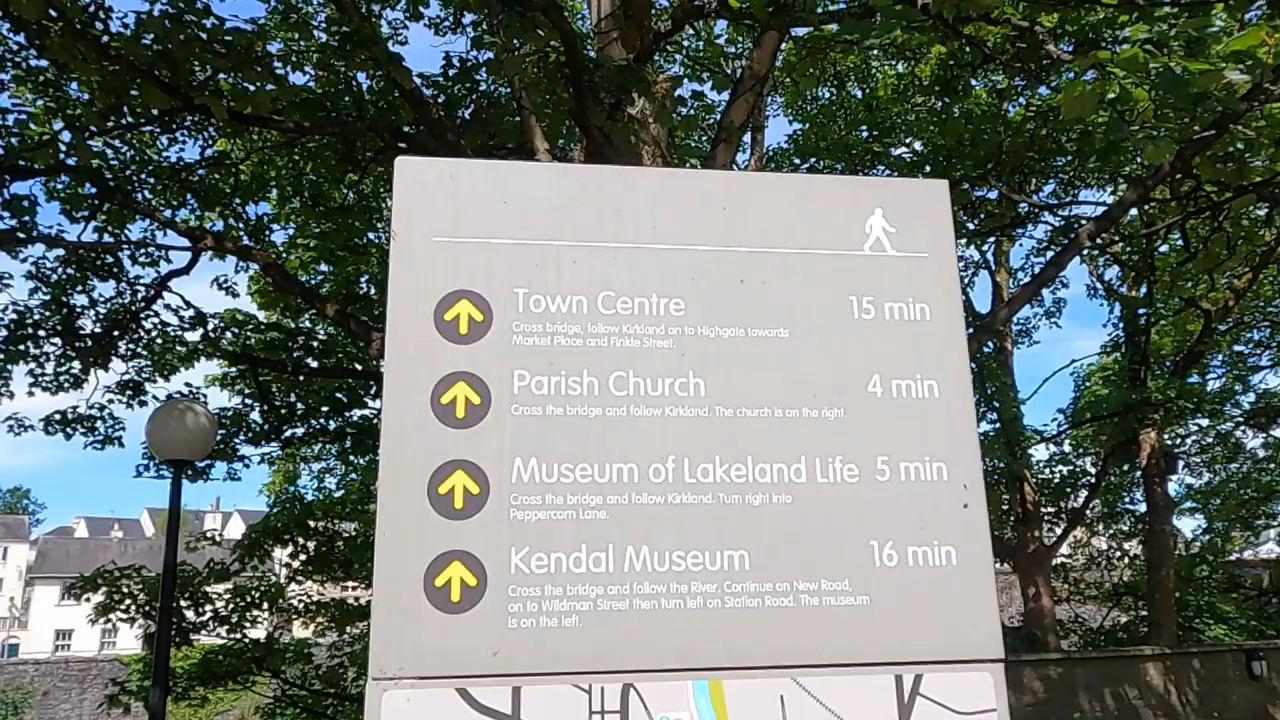 Town Centre 15 min
Cross bridge, follow Kirkland on to Highgate towards
Market Place and Finkle Street.
Parish Church 4 min
Cross the bridge and follow Kirkland. The church is on the right.
Museum of Lakeland Life 5 min
Cross the bridge and follow Kirkland. Turn right into
Peppercorn Lane.
Kendal Museum 16 min
Cross the bridge and follow the River. Continue on New Road,
on to Wildman Street then turn left on Station Road. The museum
is on the left.